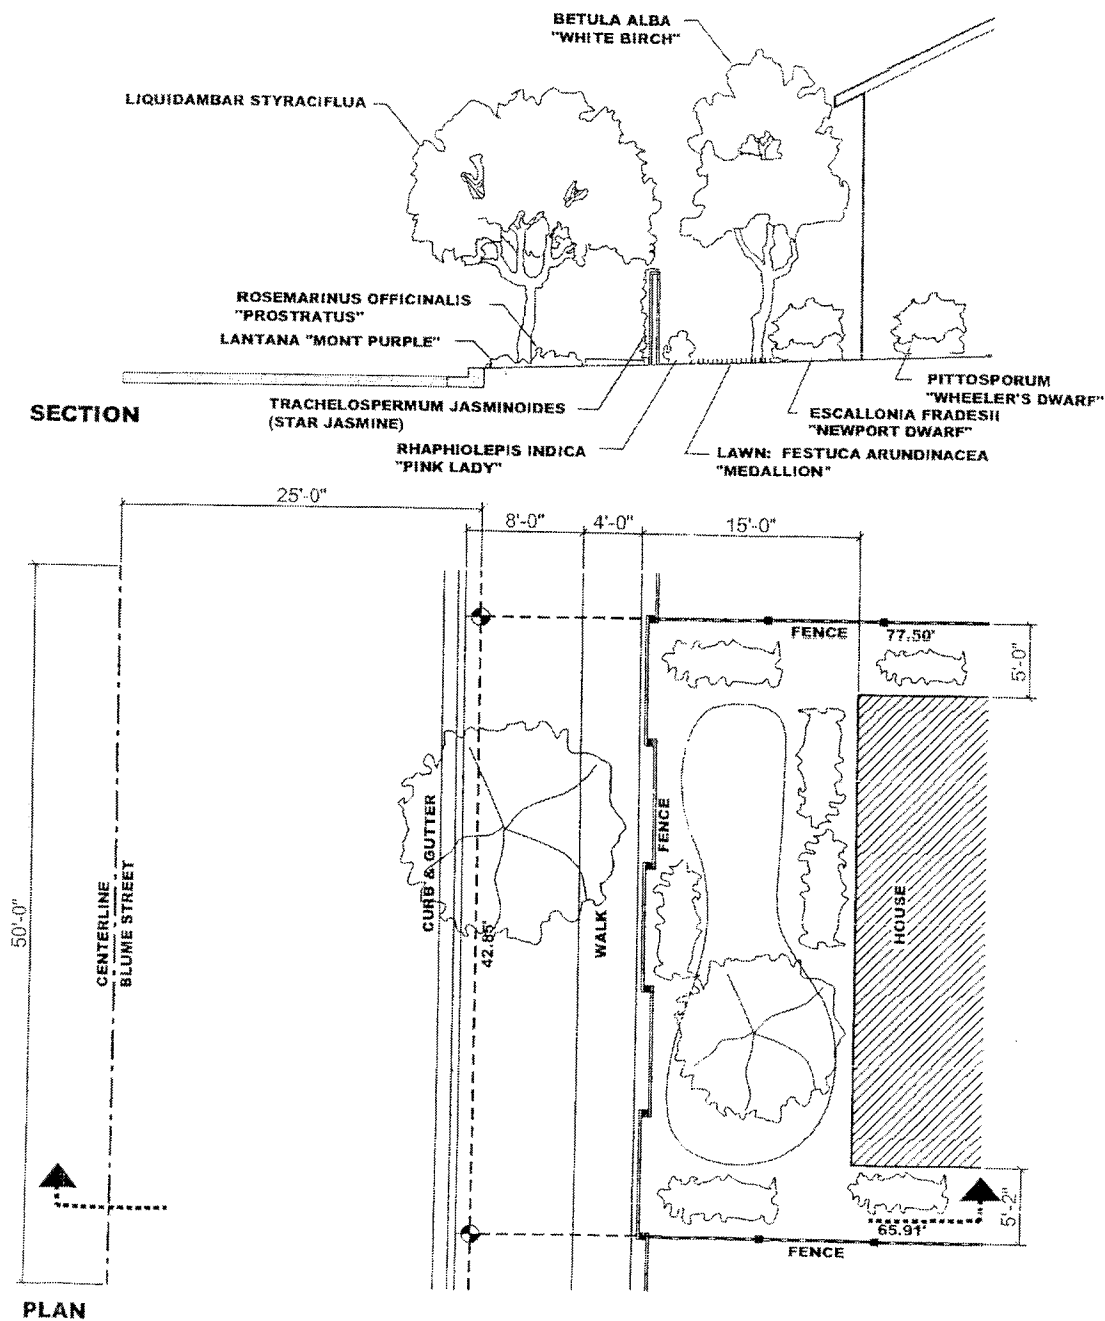 BETULA ALBA
"WHITE BIRCH"
LIQUIDAMBAR STYRACIFLUA
ROSEMARINUS OFFICINALIS
"PROSTRATUS"
LANTANA "MONT PURPLE"
SECTION
TRACHELOSPERMUM JASMINOIDES
(STAR JASMINE)
RHAPHIOLEPIS INDICA
"PINK LADY"
LAWN: FESTUCA ARUNDINACEA
"MEDALLION"
ESCALLONIA FRADESII
"NEWPORT DWARF"
PITTOSPORUM
"WHEELER'S DWARF"
25'-0"
8'-0"
4'-0"
15'-0"
FENCE
77.50'
5'-0"
50'-0"
CENTERLINE
BLUME STREET
CURB & GUTTER
42.85'
WALK
FENCE
HOUSE
5'-2"
65.91'
FENCE
PLAN